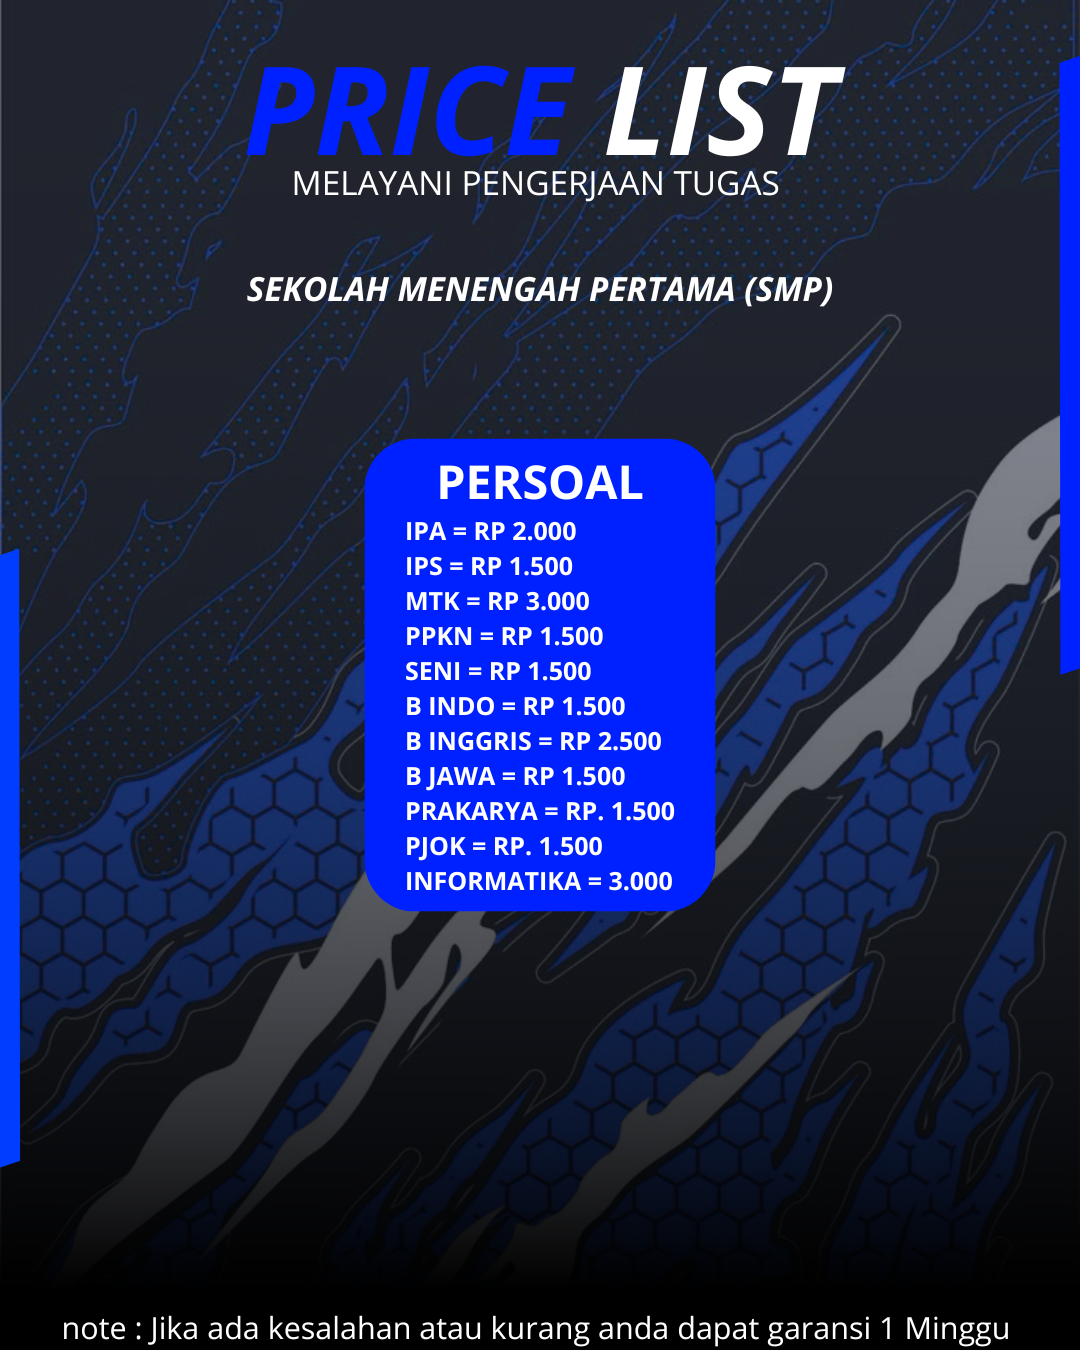 PRICE LIST
MELAYANI PENGERJAAN TUGAS
SEKOLAH MENENGAH PERTAMA (SMP)
PERSOAL
IPA = RP 2.000
IPS = RP 1.500
MTK = RP 3.000
PPKN = RP 1.500
SENI = RP 1.500
B INDO = RP 1.500
B INGGRIS = RP 2.500
B JAWA = RP 1.500
PRAKARYA = RP. 1.500
PJOK = RP. 1.500
INFORMATIKA = 3.000
note : Jika ada kesalahan atau kurang anda dapat garansi 1 Minggu